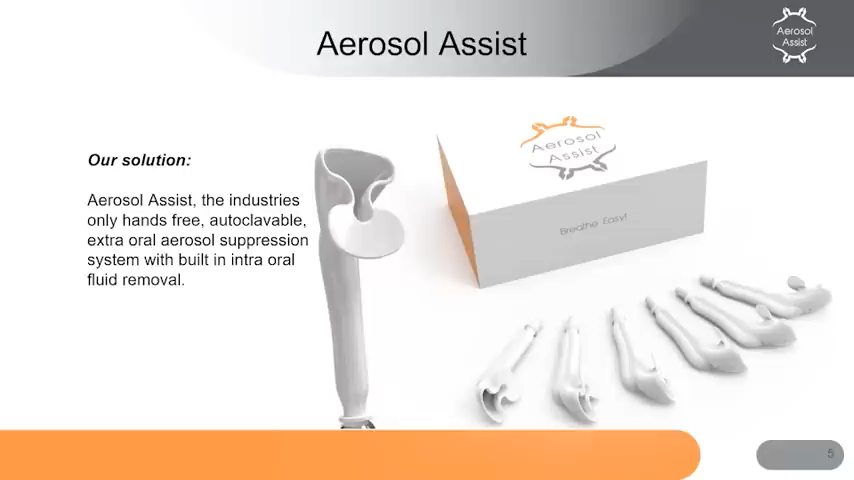 Aerosol Assist
Aerosol
Assist
Our solution:
Aerosol Assist, the industries
only hands free, autoclavable,
extra oral aerosol suppression
system with built in intra oral
fluid removal.
Aerosol
Assist
Breathe Easy!
5